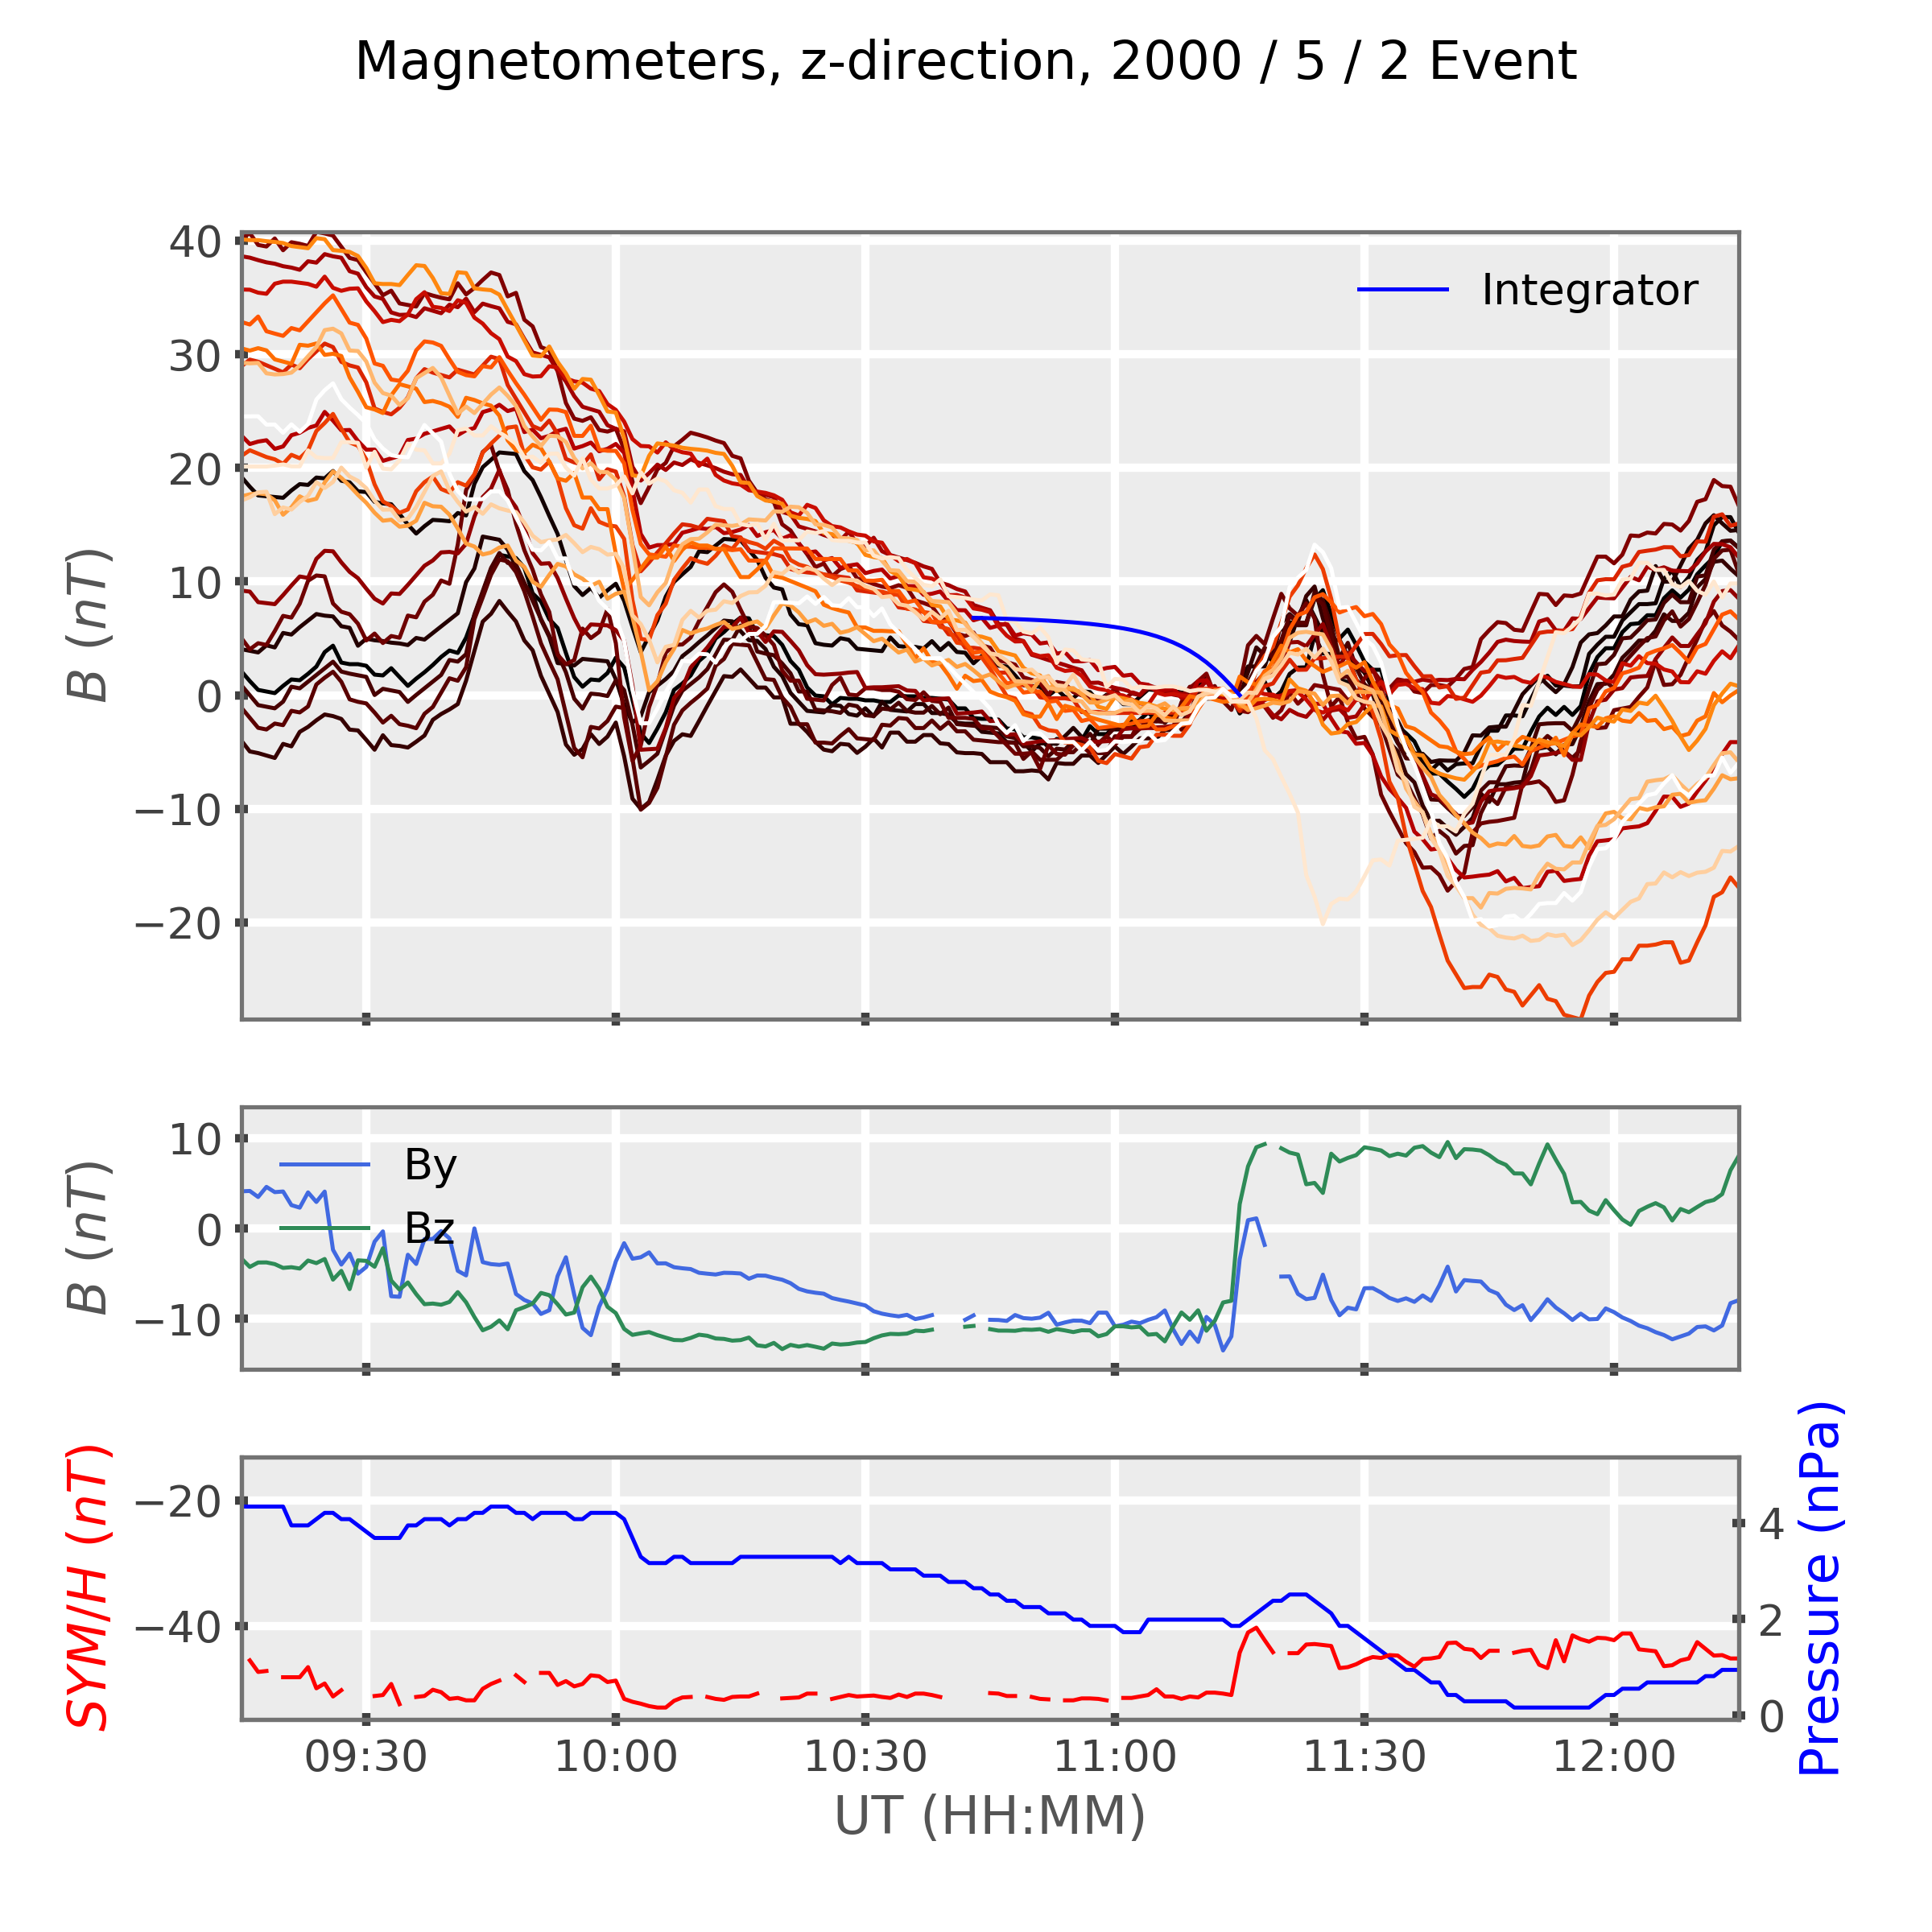 Magnetometers, z-direction, 2000 / 5 / 2 Event
40
30
20
10
0
−10
−20
B (nT)
Integrator
10
0
−10
B (nT)
By
Bz
−20
−40
SYM/H (nT)
4
2
0
Pressure (nPa)
09:30 10:00 10:30 11:00 11:30 12:00
UT (HH:MM)